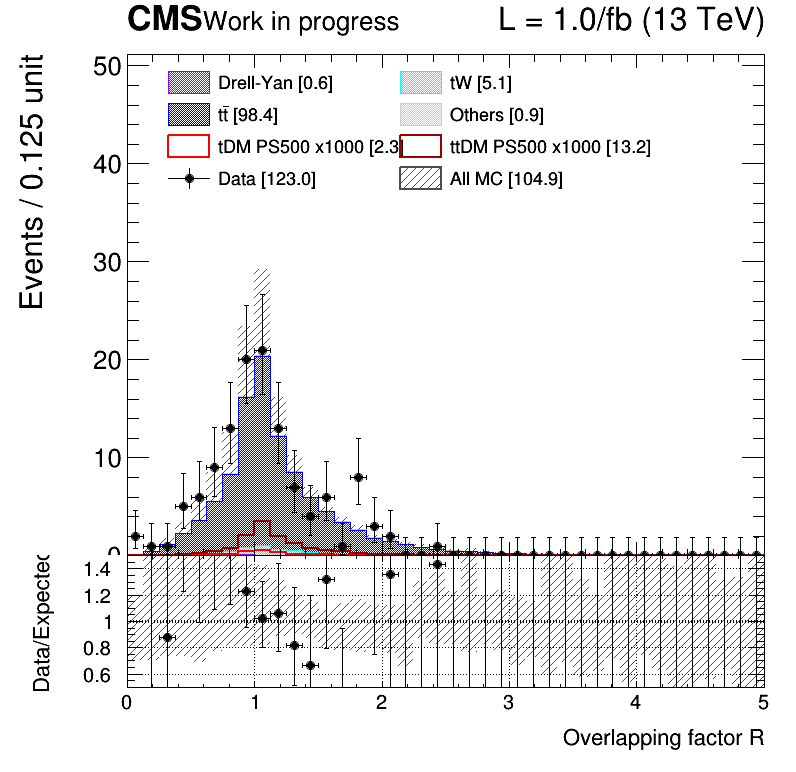 CMS Work in progress L = 1.0/fb (13 TeV)
Events / 0.125 unit
50
40
30
20
10
0
Drell-Yan [0.6] tW [5.1]
tt̄ [98.4] Others [0.9]
tDM PS500 x1000 [2.3 ttDM PS500 x1000 [13.2]
Data [123.0] All MC [104.9]
Data/Expected
1.4
1.2
1
0.8
0.6
0 1 2 3 4 5
Overlapping factor R